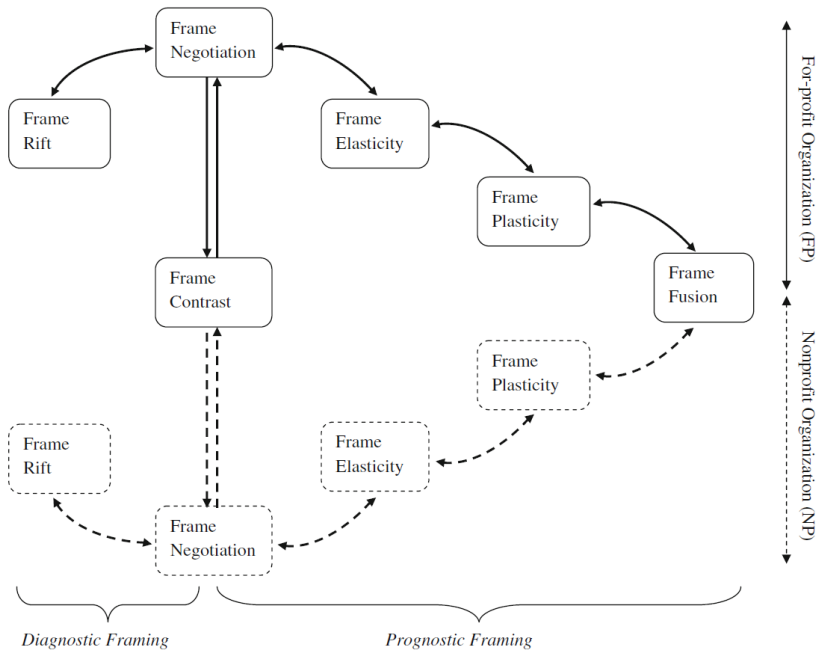 Frame
Negotiation
Frame
Rift
Frame
Elasticity
Frame
Plasticity
Frame
Contrast
Frame
Fusion
For-profit Organization (FP)
Frame
Plasticity
Frame
Rift
Frame
Elasticity
Frame
Negotiation
Nonprofit Organization (NP)
Diagnostic Framing
Prognostic Framing